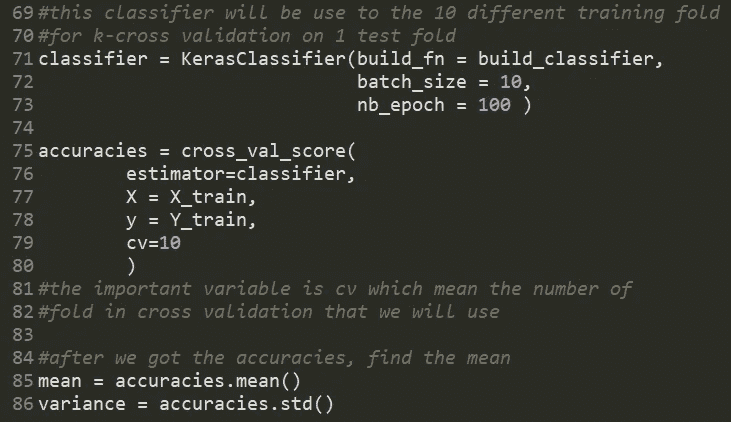 69 #this classifier will be use to the 10 different training fold
70 #for k-cross validation on 1 test fold
71 classifier = KerasClassifier(build_fn = build_classifier,
72                              batch_size = 10,
73                              nb_epoch = 100 )
74
75 accuracies = cross_val_score(
76         estimator=classifier,
77         X = X_train,
78         y = Y_train,
79         cv=10
80         )
81 #the important variable is cv which mean the number of
82 #fold in cross validation that we will use
83
84 #after we got the accuracies, find the mean
85 mean = accuracies.mean()
86 variance = accuracies.std()